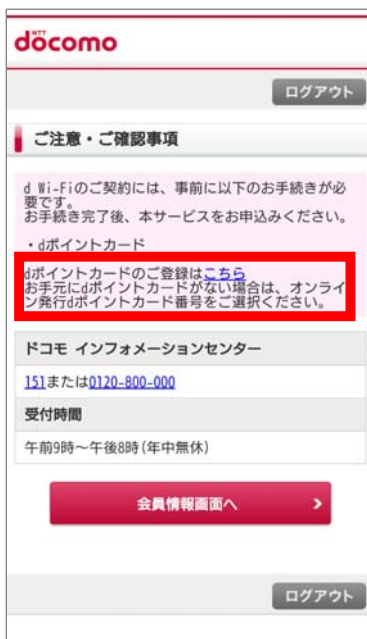 NTT
döcomo
ログアウト
ご注意・ご確認事項
d Wi-Fiのご契約には、事前に以下のお手続きが必
要です。
お手続き完了後、本サービスをお申込みください。
・dポイントカード
dポイントカードのご登録はこちら
お手元にdポイントカードがない場合は、オンライ
ン発行dポイントカード番号をご選択ください。
ドコモ インフォメーションセンター
151または0120-800-000
受付時間
午前9時～午後8時(年中無休)
会員情報画面へ
ログアウト